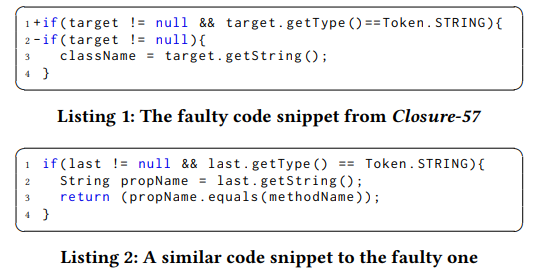 1 +if(target != null && target.getType()==Token.STRING){
2 -if(target != null){
3   className = target.getString();
4 }
Listing 1: The faulty code snippet from Closure-57
1 if(last != null && last.getType() == Token.STRING){
2   String propName = last.getString();
3   return (propName.equals(methodName));
4 }
Listing 2: A similar code snippet to the faulty one